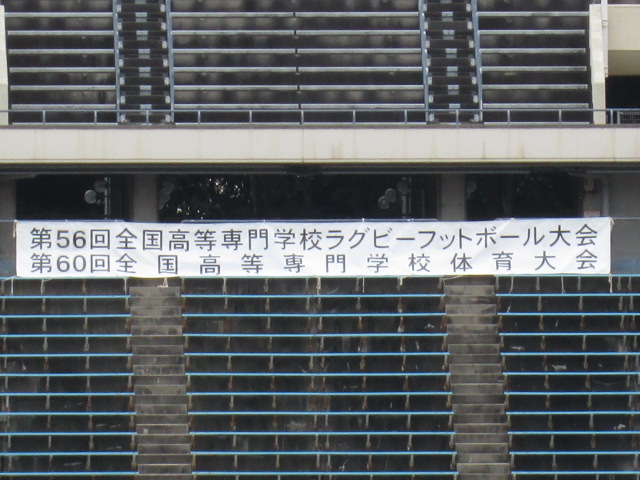 第56回全国高等専門学校ラグビーフットボール大会
第60回全国高等専門学校体育大会